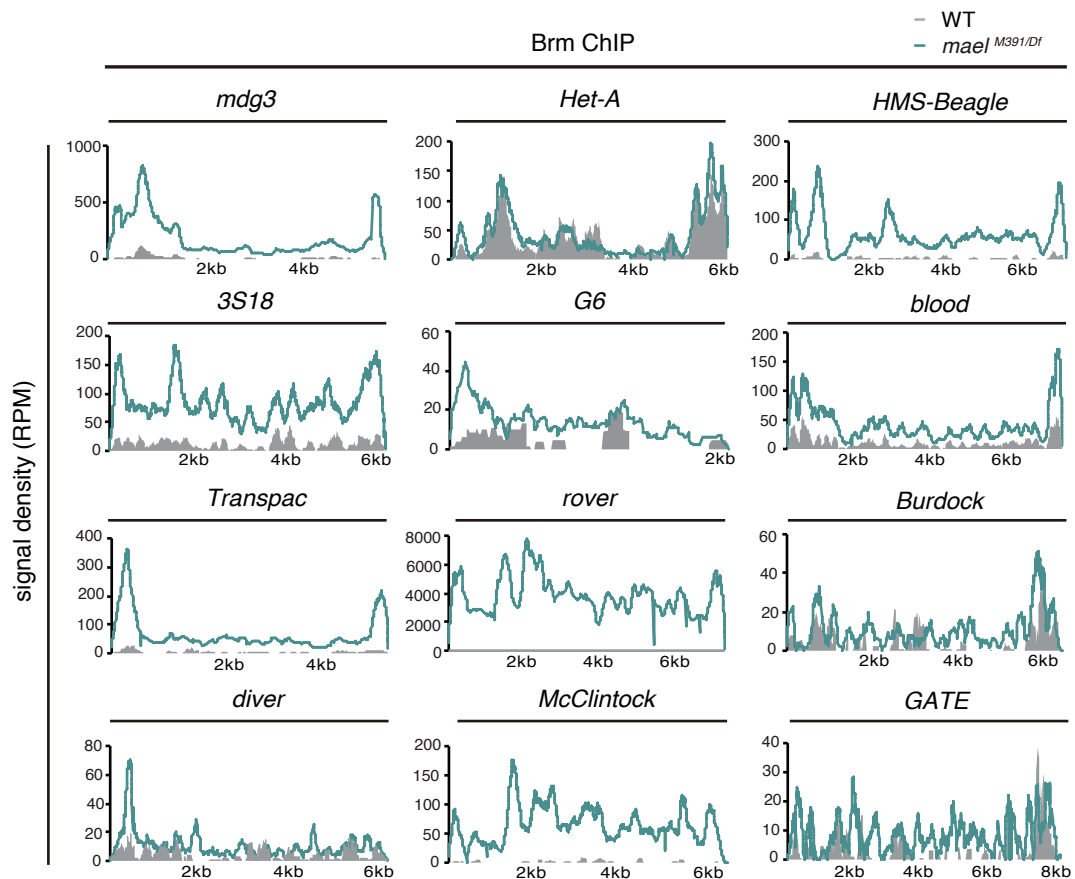 WT
Brm ChIP
mael M391/Df
mdg3
Het-A
HMS-Beagle
1000
500
0
2kb
4kb
200
150
100
50
0
2kb
4kb
6kb
300
200
100
0
2kb
4kb
6kb
3S18
G6
blood
200
150
100
50
0
2kb
4kb
6kb
60
40
20
0
2kb
200
150
100
50
0
2kb
4kb
6kb
signal density (RPM)
Transpac
rover
Burdock
400
300
200
100
0
2kb
4kb
8000
6000
4000
2000
0
2kb
4kb
6kb
60
40
20
0
2kb
4kb
6kb
diver
McClintock
GATE
80
60
40
20
0
2kb
4kb
6kb
200
150
100
50
0
2kb
4kb
6kb
40
30
20
10
0
2kb
4kb
6kb
8kb